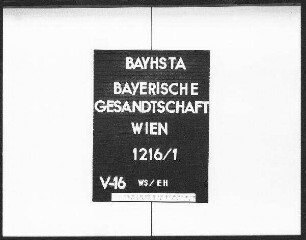 BAYHSTA
BAYERISCHE
GESANDTSCHAFT
WIEN
1216/1
V-16 WS/EH